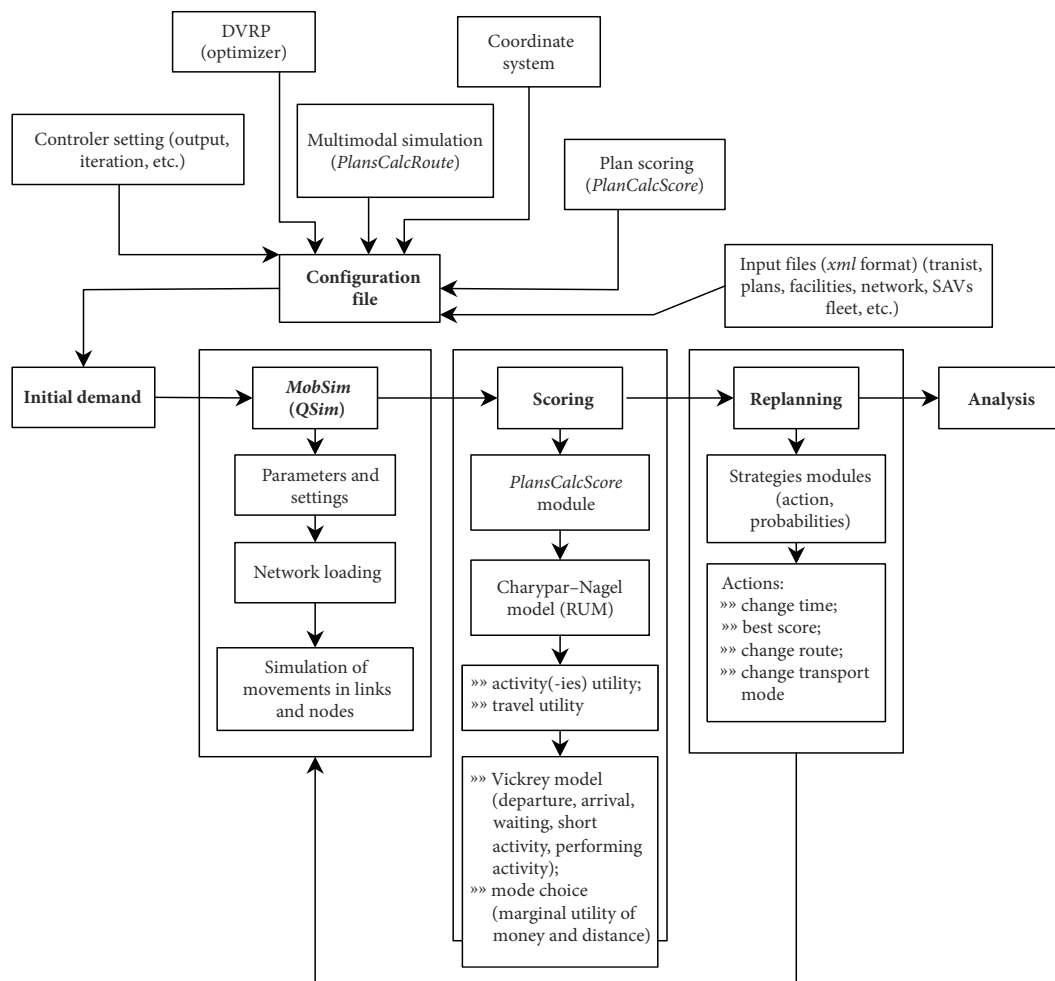 DVRP
(optimizer)
Coordinate
system
Controler setting (output,
iteration, etc.)
Multimodal simulation
(PlansCalcRoute)
Plan scoring
(PlanCalcScore)
Configuration
file
Input files (xml format) (tranist,
plans, facilities, network, SAVs
fleet, etc.)
Initial demand
MobSim
(QSim)
Scoring
Replanning
Analysis
Parameters and
settings
Network loading
Simulation of
movements in links
and nodes
PlansCalcScore
module
Charypar–Nagel
model (RUM)
»» activity(-ies) utility;
»» travel utility
»» Vickrey model
(departure, arrival,
waiting, short
activity, performing
activity);
»» mode choice
(marginal utility of
money and distance)
Strategies modules
(action,
probabilities)
Actions:
»» change time;
»» best score;
»» change route;
»» change transport
mode